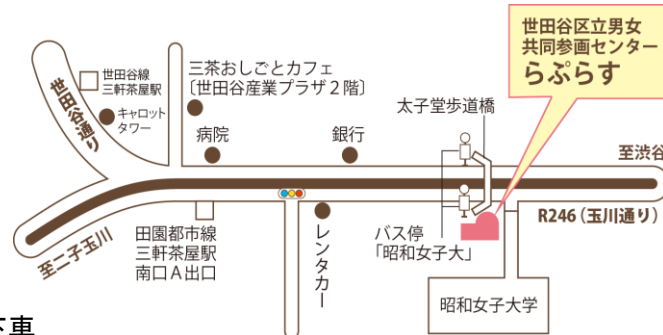 世田谷区立男女
共同参画センター
らぷらす
世田谷通り
世田谷線
三軒茶屋駅
キャロット
タワー
三茶おしごとカフェ
〔世田谷産業プラザ２階〕
病院
銀行
太子堂歩道橋
至渋谷
至二子玉川
田園都市線
三軒茶屋駅
南口Ａ出口
レンタカー
バス停
「昭和女子大」
R246（玉川通り）
昭和女子大学